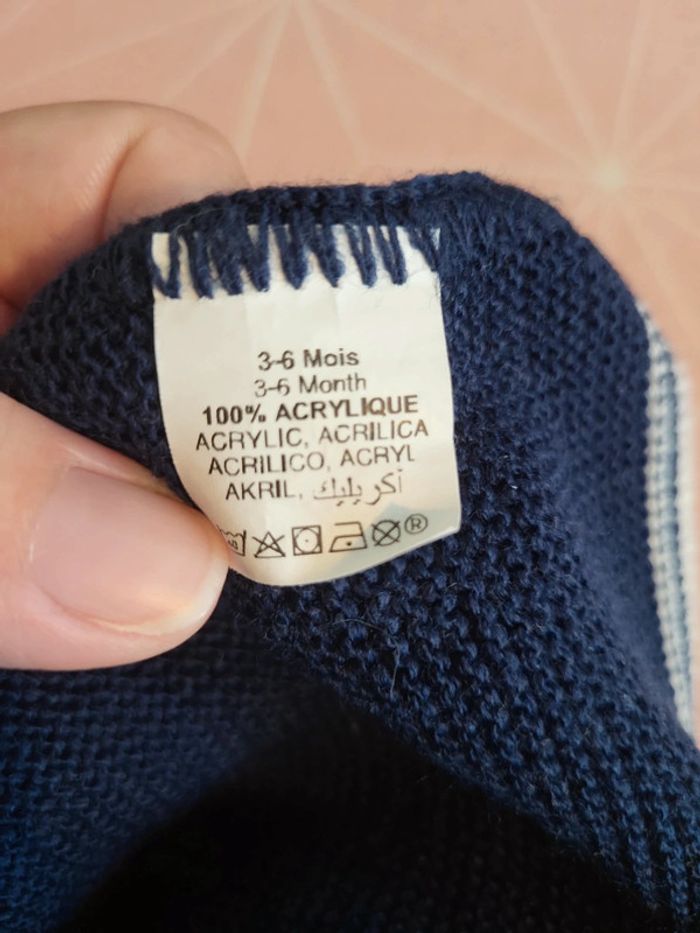 3-6 Mois
3-6 Month
100% ACRYLIQUE
ACRYLIC, ACRILICA
ACRILICO, ACRYL
AKRIL, أكريليك
®